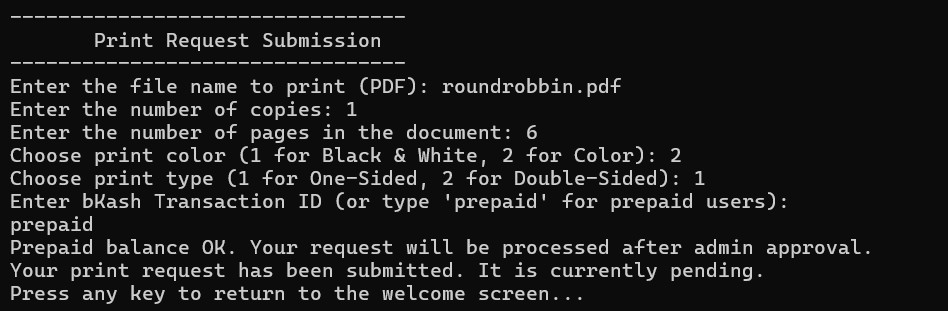 ---------------------------------
       Print Request Submission
---------------------------------
Enter the file name to print (PDF): roundrobbin.pdf
Enter the number of copies: 1
Enter the number of pages in the document: 6
Choose print color (1 for Black & White, 2 for Color): 2
Choose print type (1 for One-Sided, 2 for Double-Sided): 1
Enter bKash Transaction ID (or type 'prepaid' for prepaid users):
prepaid
Prepaid balance OK. Your request will be processed after admin approval.
Your print request has been submitted. It is currently pending.
Press any key to return to the welcome screen...